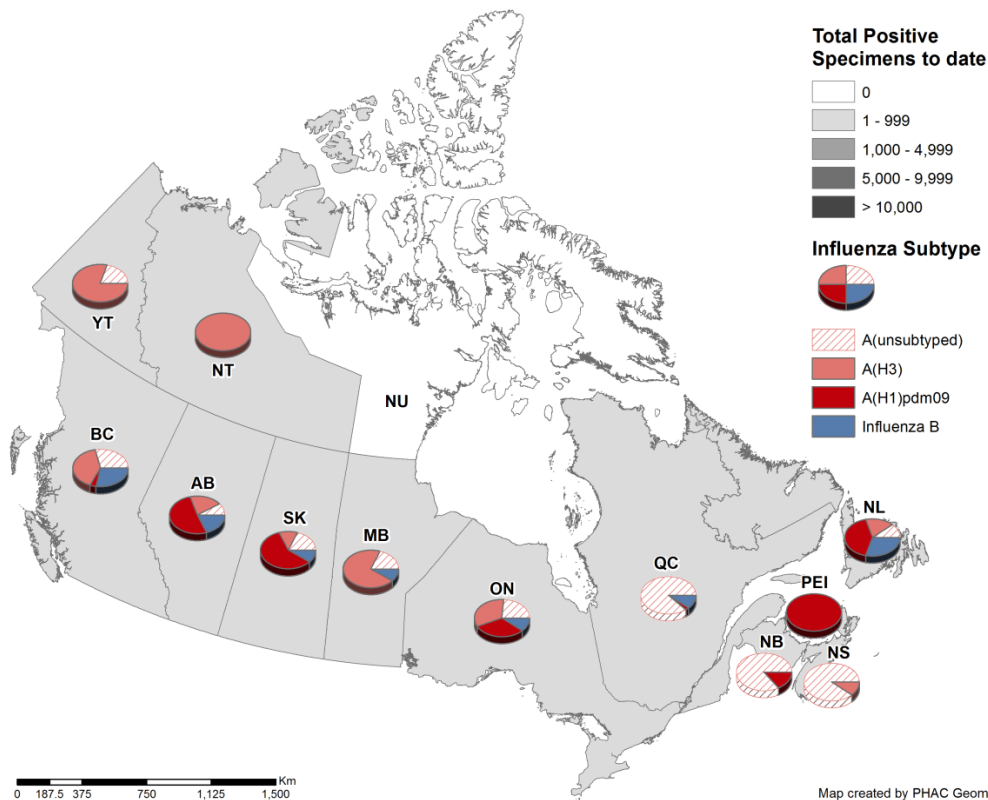 Total Positive
Specimens to date
0
1 - 999
1,000 - 4,999
5,000 - 9,999
> 10,000
Influenza Subtype
A(unsubtyped)
A(H3)
A(H1)pdm09
Influenza B
YT
NT
NU
BC
AB
SK
MB
ON
QC
NL
PEI
NB
NS
Km
0 187.5 375 750 1,125 1,500
Map created by PHAC Geom